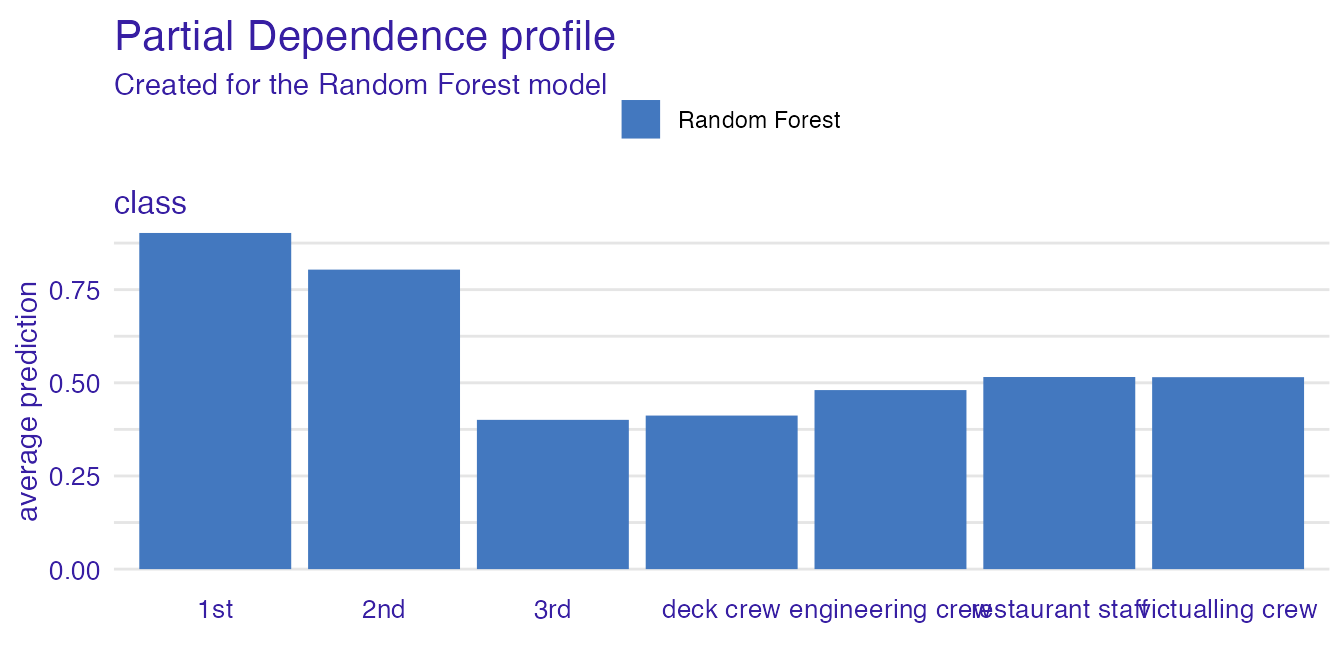 Partial Dependence profile
Created for the Random Forest model
Random Forest
class
average prediction
0.75
0.50
0.25
0.00
1st 2nd 3rd deck crew engineering crew restaurant staff victualling crew